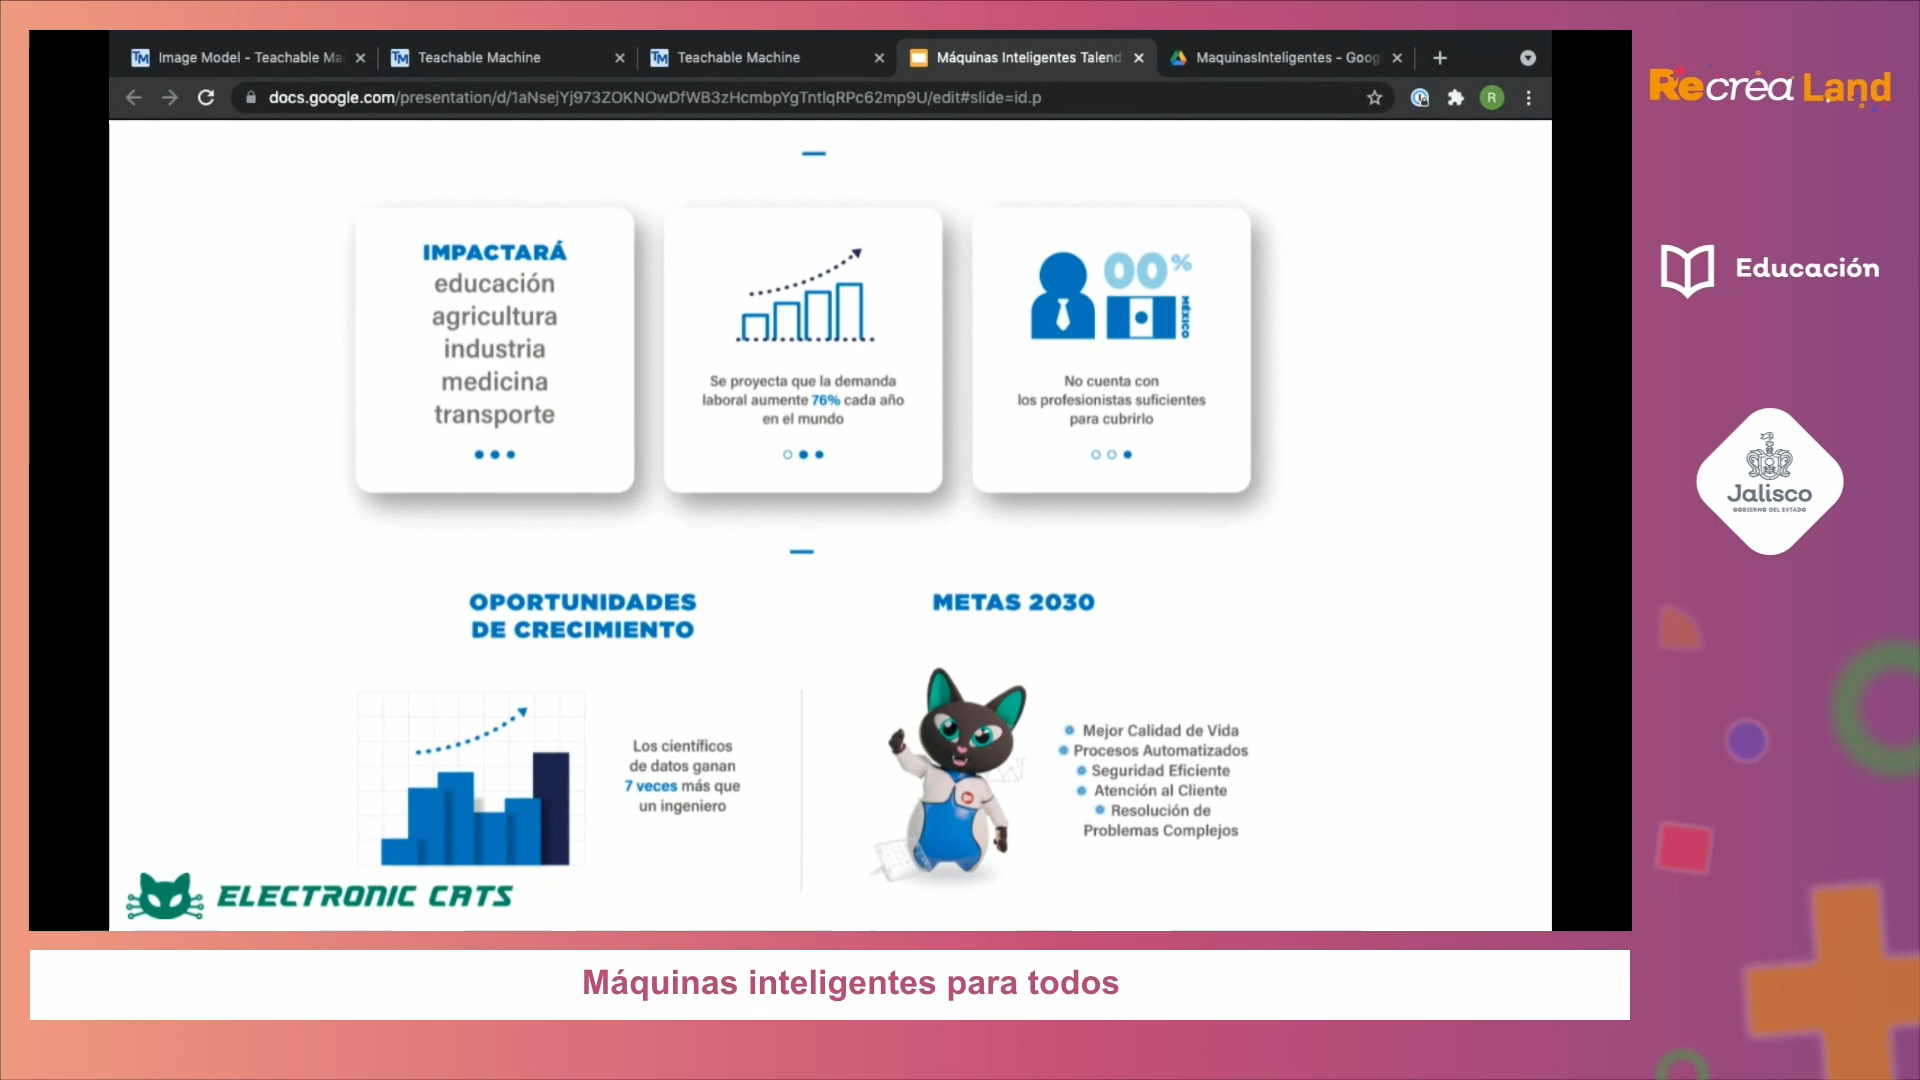 Image Model - Teachable Ma
Teachable Machine
Teachable Machine
Máquinas Inteligentes Talend
MaquinasInteligentes - Goog
docs.google.com/presentation/d/1aNsejYj973ZOKNOwDfWB3zHcmbpYgTntlqRPc62mp9U/edit#slide=id.p
R
Recrea Land
Educación
Jalisco
GOBIERNO DEL ESTADO
IMPACTARÁ
educación
agricultura
industria
medicina
transporte
Se proyecta que la demanda
laboral aumente 76% cada año
en el mundo
00%
MÉXICO
No cuenta con
los profesionistas suficientes
para cubrirlo
OPORTUNIDADES
DE CRECIMIENTO
Los científicos
de datos ganan
7 veces más que
un ingeniero
METAS 2030
Mejor Calidad de Vida
Procesos Automatizados
Seguridad Eficiente
Atención al Cliente
Resolución de
Problemas Complejos
ELECTRONIC CATS
Máquinas inteligentes para todos